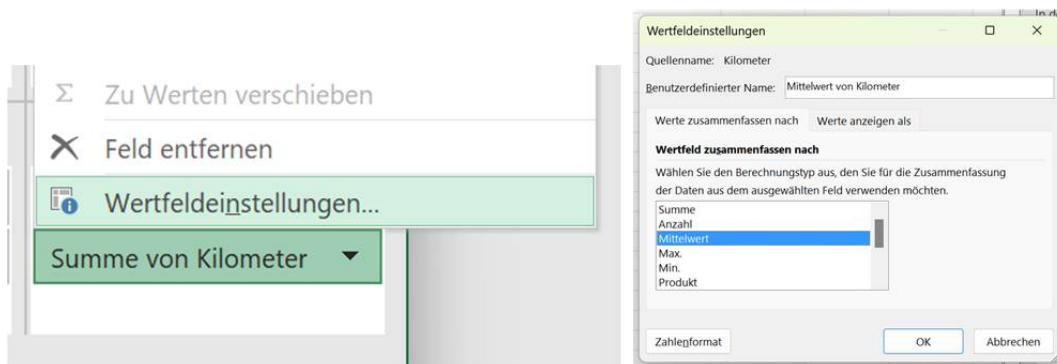 Σ Zu Werten verschieben
Feld entfernen
Wertfeldeinstellungen...
Summe von Kilometer
Wertfeldeinstellungen
Quellenname: Kilometer
Benutzerdefinierter Name: Mittelwert von Kilometer
Werte zusammenfassen nach Werte anzeigen als
Wertfeld zusammenfassen nach
Wählen Sie den Berechnungstyp aus, den Sie für die Zusammenfassung
der Daten aus dem ausgewählten Feld verwenden möchten.
Summe
Anzahl
Mittelwert
Max.
Min.
Produkt
Zahlenformat OK Abbrechen